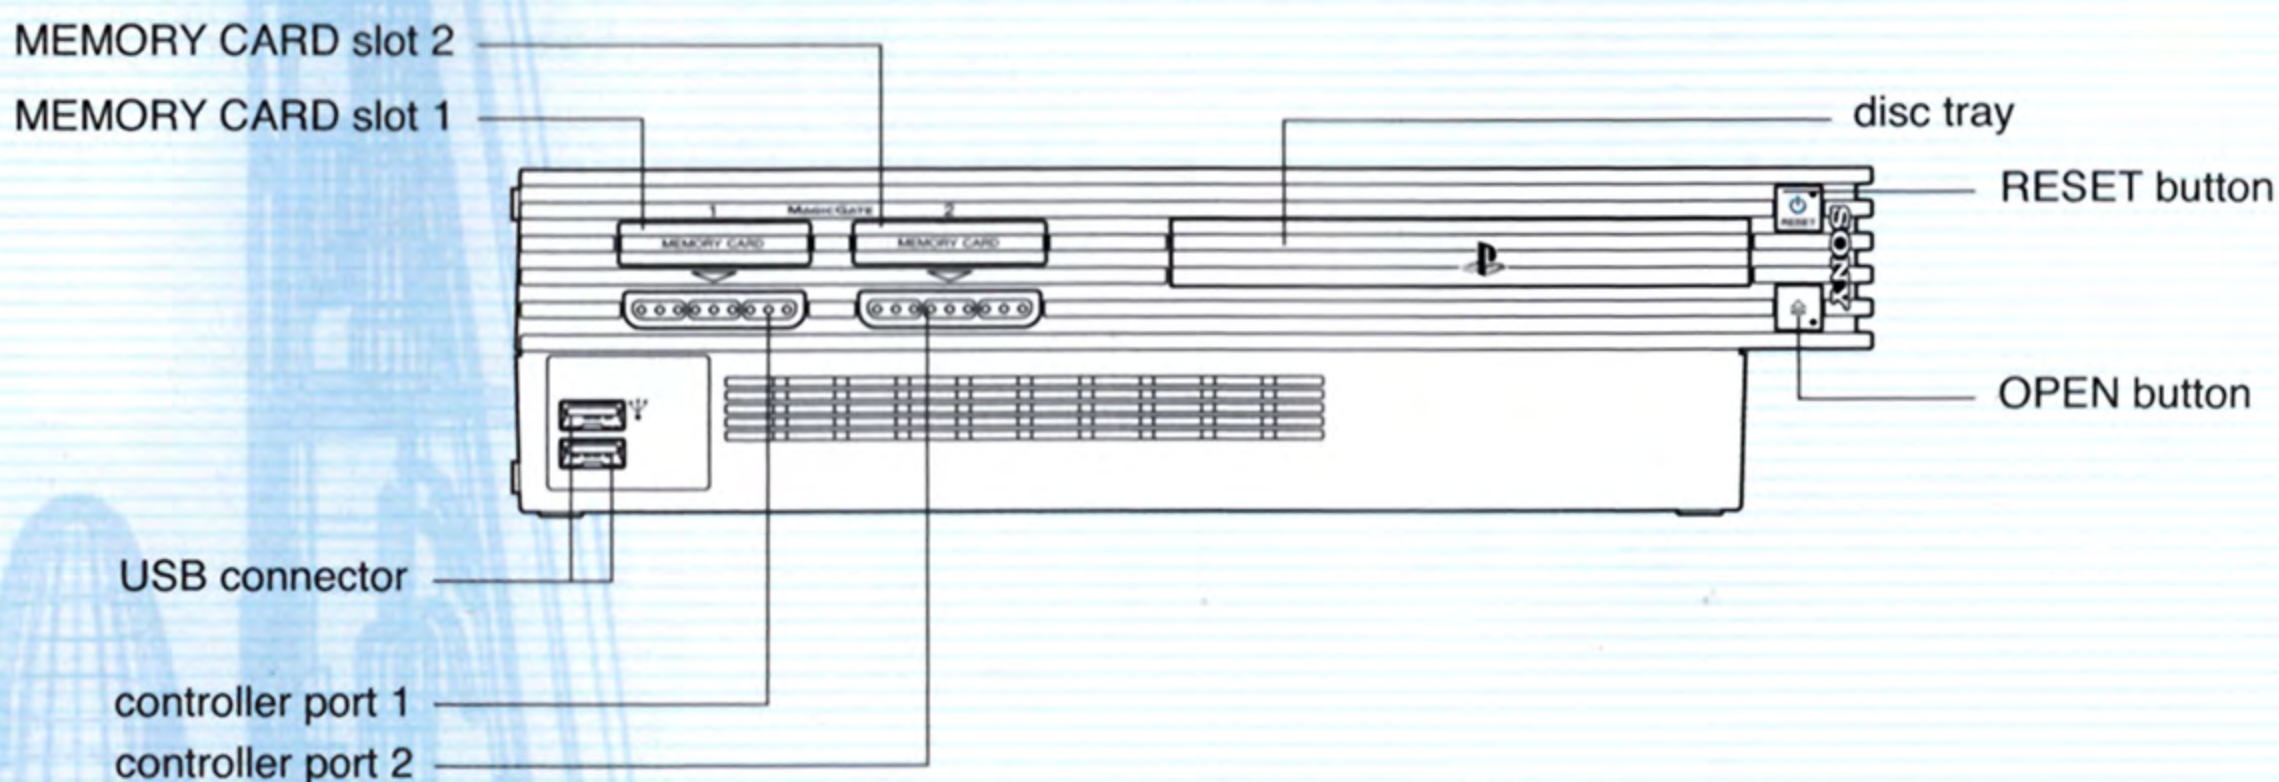 MEMORY CARD slot 2
MEMORY CARD slot 1
disc tray
RESET button
1 MAGICGATE 2
MEMORY CARD MEMORY CARD
RESET
SONY
OPEN button
USB connector
controller port 1
controller port 2